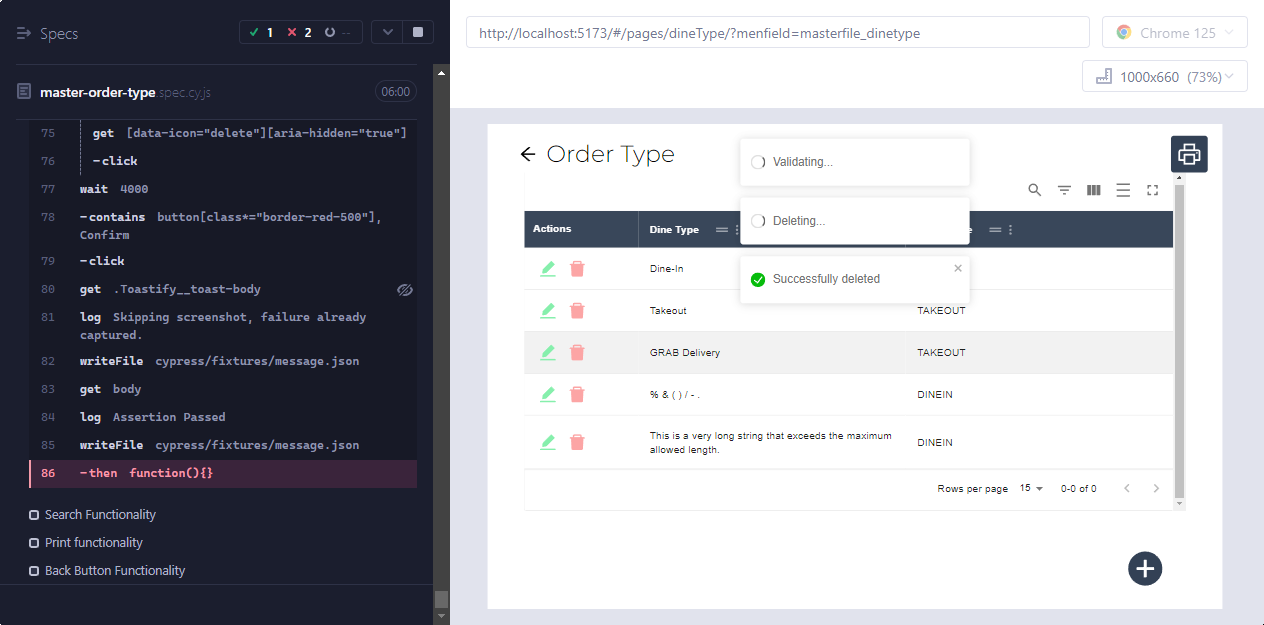 Specs
1
2
--
master-order-type.spec.cy.js
06:00
75 get [data-icon="delete"][aria-hidden="true"]
76 -click
77 wait 4000
78 -contains button[class*="border-red-500"],
Confirm
79 -click
80 get .Toastify__toast-body
81 log Skipping screenshot, failure already
captured.
82 writeFile cypress/fixtures/message.json
83 get body
84 log Assertion Passed
85 writeFile cypress/fixtures/message.json
86 -then function(){}
Search Functionality
Print functionality
Back Button Functionality
http://localhost:5173/#/pages/dineType/?menfield=masterfile_dinetype
Chrome 125
1000x660 (73%)
Order Type
Validating...
Deleting...
Successfully deleted
Actions
Dine Type
Dine-In
Takeout
TAKEOUT
GRAB Delivery
TAKEOUT
% & ( ) / - .
DINEIN
This is a very long string that exceeds the maximum
allowed length.
DINEIN
Rows per page 15 0-0 of 0